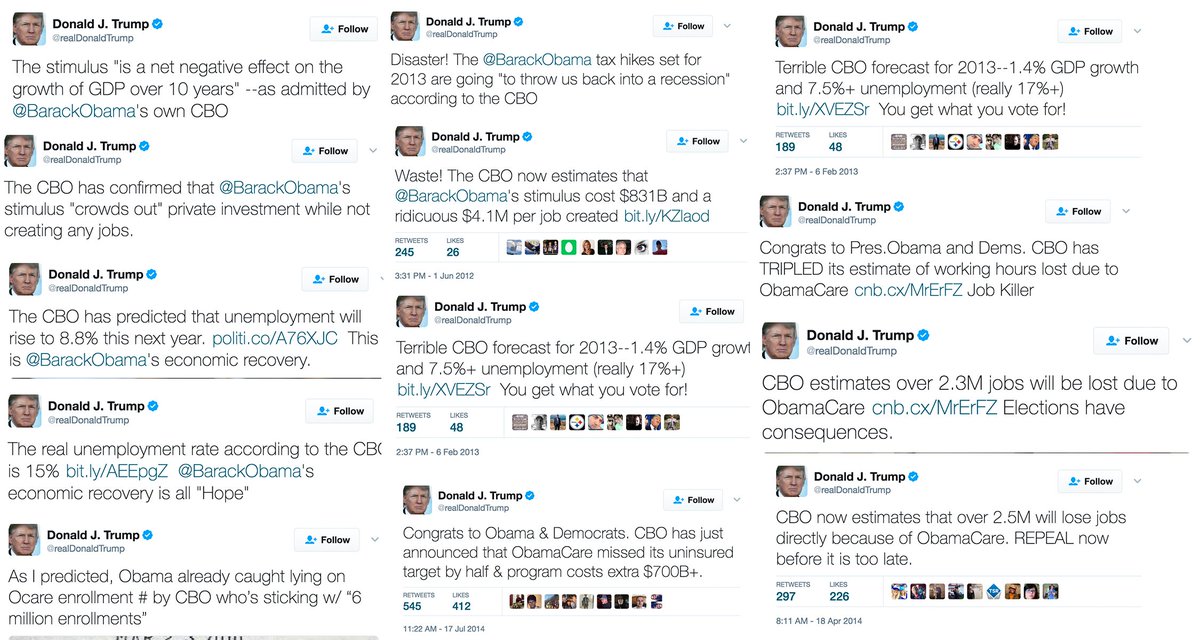 Donald J. Trump
@realDonaldTrump
Follow
The stimulus "is a net negative effect on the
growth of GDP over 10 years" --as admitted by
@BarackObama's own CBO
Donald J. Trump
@realDonaldTrump
Follow
The CBO has confirmed that @BarackObama's
stimulus "crowds out" private investment while not
creating any jobs.
Donald J. Trump
@realDonaldTrump
Follow
The CBO has predicted that unemployment will
rise to 8.8% this next year. politi.co/A76XJC This
is @BarackObama's economic recovery.
Donald J. Trump
@realDonaldTrump
Follow
The real unemployment rate according to the CBO
is 15% bit.ly/AEEpgZ @BarackObama's
economic recovery is all "Hope"
Donald J. Trump
@realDonaldTrump
Follow
As I predicted, Obama already caught lying on
Ocare enrollment # by CBO who's sticking w/ “6
million enrollments”
Donald J. Trump
@realDonaldTrump
Follow
Disaster! The @BarackObama tax hikes set for
2013 are going "to throw us back into a recession"
according to the CBO
Donald J. Trump
@realDonaldTrump
Follow
Waste! The CBO now estimates that
@BarackObama's stimulus cost $831B and a
ridicuous $4.1M per job created bit.ly/KZlaod
RETWEETS LIKES
245 26
3:31 PM - 1 Jun 2012
Donald J. Trump
@realDonaldTrump
Follow
Terrible CBO forecast for 2013--1.4% GDP growt
and 7.5%+ unemployment (really 17%+)
bit.ly/XVEZSr You get what you vote for!
RETWEETS LIKES
189 48
2:37 PM - 6 Feb 2013
Donald J. Trump
@realDonaldTrump
Follow
Congrats to Obama & Democrats. CBO has just
announced that ObamaCare missed its uninsured
target by half & program costs extra $700B+.
RETWEETS LIKES
545 412
11:22 AM - 17 Jul 2014
Donald J. Trump
@realDonaldTrump
Follow
Terrible CBO forecast for 2013--1.4% GDP growth
and 7.5%+ unemployment (really 17%+)
bit.ly/XVEZSr You get what you vote for!
RETWEETS LIKES
189 48
2:37 PM - 6 Feb 2013
Donald J. Trump
@realDonaldTrump
Follow
Congrats to Pres.Obama and Dems. CBO has
TRIPLED its estimate of working hours lost due to
ObamaCare cnb.cx/MrErFZ Job Killer
Donald J. Trump
@realDonaldTrump
Follow
CBO estimates over 2.3M jobs will be lost due to
ObamaCare cnb.cx/MrErFZ Elections have
consequences.
Donald J. Trump
@realDonaldTrump
Follow
CBO now estimates that over 2.5M will lose jobs
directly because of ObamaCare. REPEAL now
before it is too late.
RETWEETS LIKES
297 226
8:11 AM - 18 Apr 2014